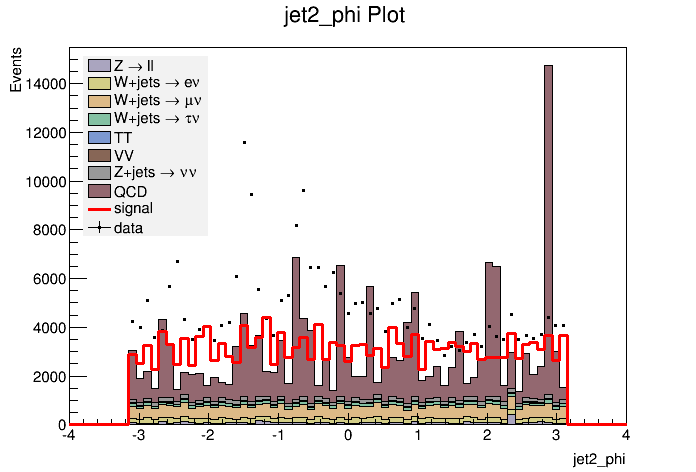 jet2_phi Plot
Events
14000
12000
10000
8000
6000
4000
2000
0
Z → ll
W+jets → eν
W+jets → μν
W+jets → τν
TT
VV
Z+jets → νν
QCD
signal
data
-4 -3 -2 -1 0 1 2 3 4
jet2_phi